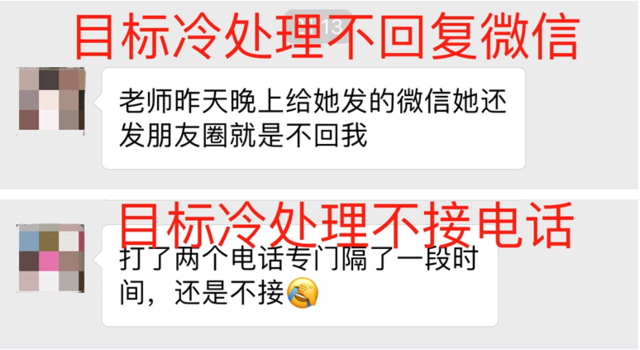 目标冷处理不回复微信
老师昨天晚上给她发的微信她还
发朋友圈就是不回我
目标冷处理不接电话
打了两个电话专门隔了一段时
间，还是不接🤦